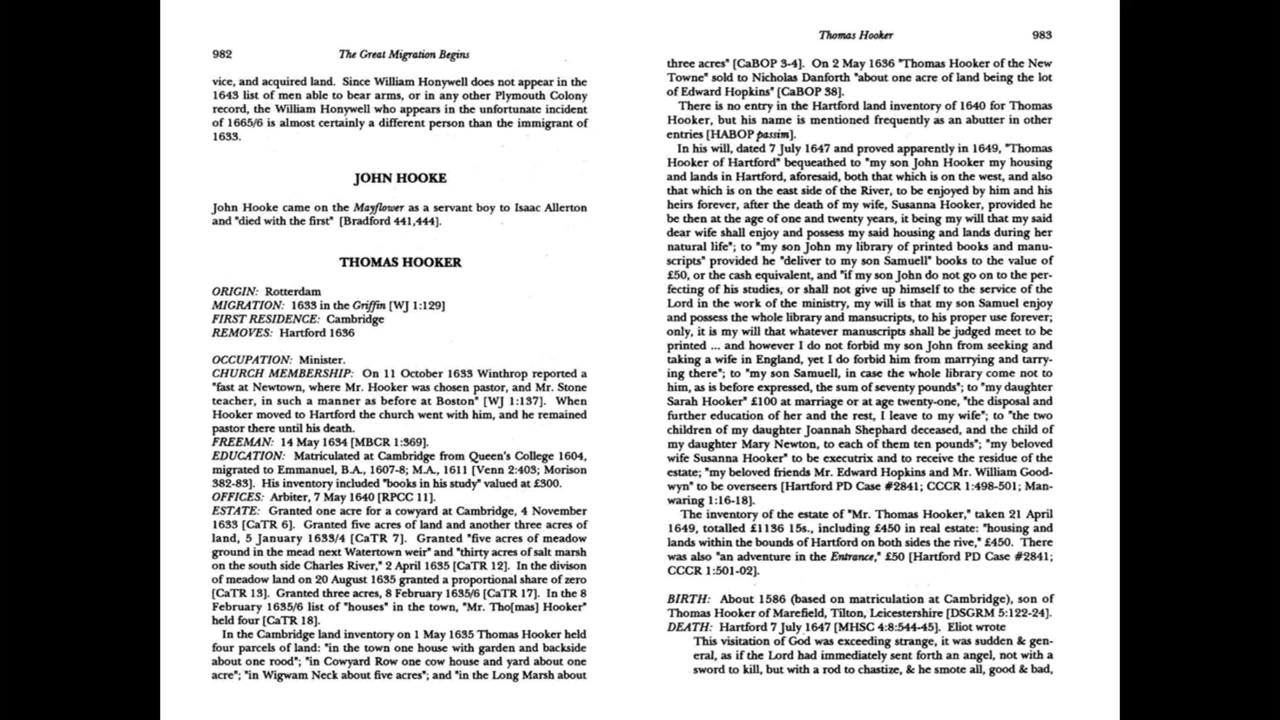 982 The Great Migration Begins
vice, and acquired land. Since William Honywell does not appear in the
1643 list of men able to bear arms, or in any other Plymouth Colony
record, the William Honywell who appears in the unfortunate incident
of 1665/6 is almost certainly a different person than the immigrant of
1633.
JOHN HOOKE
John Hooke came on the Mayflower as a servant boy to Isaac Allerton
and "died with the first" [Bradford 441,444].
THOMAS HOOKER
ORIGIN: Rotterdam
MIGRATION: 1633 in the Griffin [WJ 1:129]
FIRST RESIDENCE: Cambridge
REMOVES: Hartford 1636
OCCUPATION: Minister.
CHURCH MEMBERSHIP: On 11 October 1633 Winthrop reported a
"fast at Newtown, where Mr. Hooker was chosen pastor, and Mr. Stone
teacher, in such a manner as before at Boston" [WJ 1:137]. When
Hooker moved to Hartford the church went with him, and he remained
pastor there until his death.
FREEMAN: 14 May 1634 [MBCR 1:369].
EDUCATION: Matriculated at Cambridge from Queen's College 1604,
migrated to Emmanuel, B.A., 1607-8; M.A., 1611 [Venn 2:403; Morison
382-83]. His inventory included "books in his study" valued at £300.
OFFICES: Arbiter, 7 May 1640 [RPCC 11].
ESTATE: Granted one acre for a cowyard at Cambridge, 4 November
1633 [CaTR 6]. Granted five acres of land and another three acres of
land, 5 January 1633/4 [CaTR 7]. Granted "five acres of meadow
ground in the mead next Watertown weir" and "thirty acres of salt marsh
on the south side Charles River," 2 April 1635 [CaTR 12]. In the divison
of meadow land on 20 August 1635 granted a proportional share of zero
[CaTR 13]. Granted three acres, 8 February 1635/6 [CaTR 17]. In the 8
February 1635/6 list of "houses" in the town, "Mr. Tho[mas] Hooker"
held four [CaTR 18].
In the Cambridge land inventory on 1 May 1635 Thomas Hooker held
four parcels of land: "in the town one house with garden and backside
about one rood"; "in Cowyard Row one cow house and yard about one
acre"; "in Wigwam Neck about five acres"; and "in the Long Marsh about
Thomas Hooker 983
three acres" [CaBOP 3-4]. On 2 May 1636 "Thomas Hooker of the New
Towne" sold to Nicholas Danforth "about one acre of land being the lot
of Edward Hopkins" [CaBOP 38].
There is no entry in the Hartford land inventory of 1640 for Thomas
Hooker, but his name is mentioned frequently as an abutter in other
entries [HABOP passim].
In his will, dated 7 July 1647 and proved apparently in 1649, "Thomas
Hooker of Hartford" bequeathed to "my son John Hooker my housing
and lands in Hartford, aforesaid, both that which is on the west, and also
that which is on the east side of the River, to be enjoyed by him and his
heirs forever, after the death of my wife, Susanna Hooker, provided he
be then at the age of one and twenty years, it being my will that my said
dear wife shall enjoy and possess my said housing and lands during her
natural life"; to "my son John my library of printed books and manu-
scripts" provided he "deliver to my son Samuell" books to the value of
£50, or the cash equivalent, and "if my son John do not go on to the per-
fecting of his studies, or shall not give up himself to the service of the
Lord in the work of the ministry, my will is that my son Samuel enjoy
and possess the whole library and mansucripts, to his proper use forever;
only, it is my will that whatever manuscripts shall be judged meet to be
printed ... and however I do not forbid my son John from seeking and
taking a wife in England, yet I do forbid him from marrying and tarry-
ing there"; to "my son Samuell, in case the whole library come not to
him, as is before expressed, the sum of seventy pounds"; to "my daughter
Sarah Hooker" £100 at marriage or at age twenty-one, "the disposal and
further education of her and the rest, I leave to my wife"; to "the two
children of my daughter Joannah Shephard deceased, and the child of
my daughter Mary Newton, to each of them ten pounds"; "my beloved
wife Susanna Hooker" to be executrix and to receive the residue of the
estate; "my beloved friends Mr. Edward Hopkins and Mr. William Good-
wyn" to be overseers [Hartford PD Case #2841; CCCR 1:498-501; Man-
waring 1:16-18].
The inventory of the estate of "Mr. Thomas Hooker," taken 21 April
1649, totalled £1136 15s., including £450 in real estate: "housing and
lands within the bounds of Hartford on both sides the rive," £450. There
was also "an adventure in the Entrance," £50 [Hartford PD Case #2841;
CCCR 1:501-02].
BIRTH: About 1586 (based on matriculation at Cambridge), son of
Thomas Hooker of Marefield, Tilton, Leicestershire [DSGRM 5:122-24].
DEATH: Hartford 7 July 1647 [MHSC 4:8:544-45]. Eliot wrote
This visitation of God was exceeding strange, it was sudden & gen-
eral, as if the Lord had immediately sent forth an angel, not with a
sword to kill, but with a rod to chastize, & he smote all, good & bad,